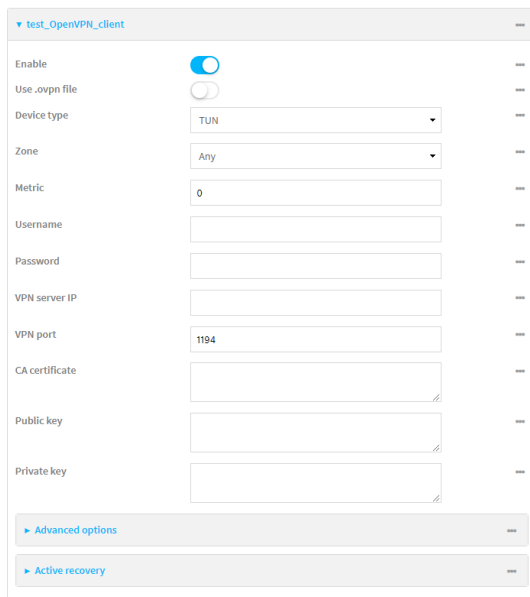 test_OpenVPN_client
Enable
Use .ovpn file
Device type
TUN
Zone
Any
Metric
0
Username
Password
VPN server IP
VPN port
1194
CA certificate
Public key
Private key
Advanced options
Active recovery